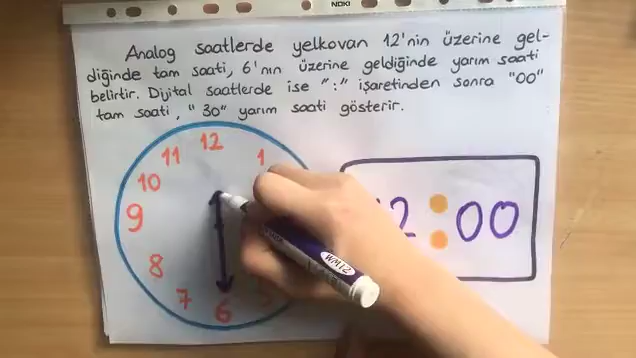 Analog saatlerde yelkovan 12'nin üzerine gel-
diğinde tam saati, 6'nın üzerine geldiğinde yarım saati
belirtir. Dijital saatlerde ise ":" işaretinden sonra "00"
tam saati, "30" yarım saati gösterir.
12
11
1
10
9
8
7
6
2:00